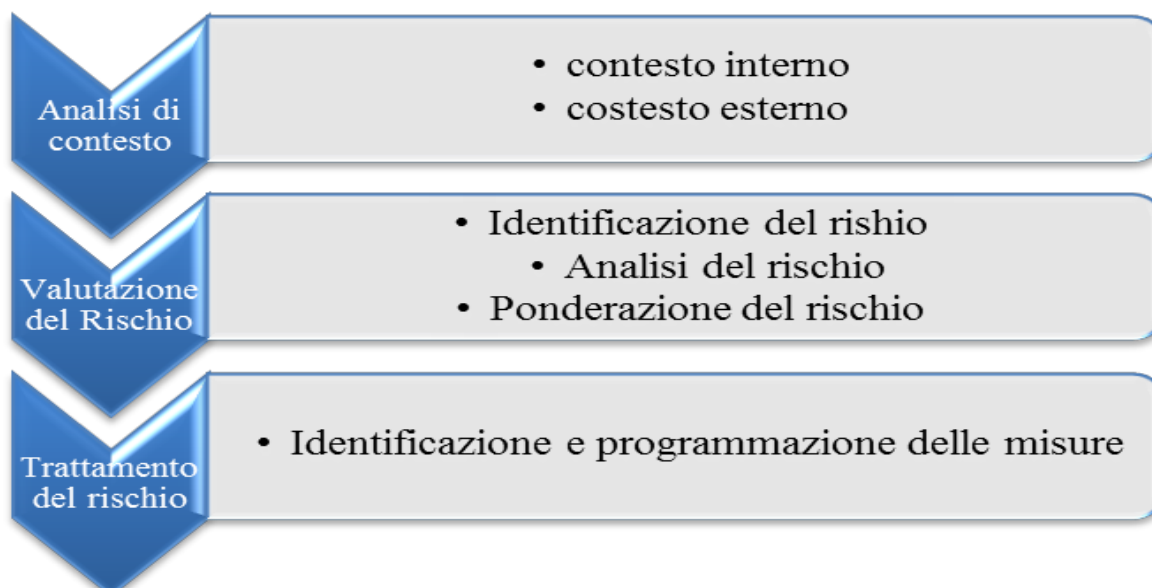 Analisi di
contesto
• contesto interno
• costesto esterno
Valutazione
del Rischio
• Identificazione del rishio
• Analisi del rischio
• Ponderazione del rischio
Trattamento
del rischio
• Identificazione e programmazione delle misure